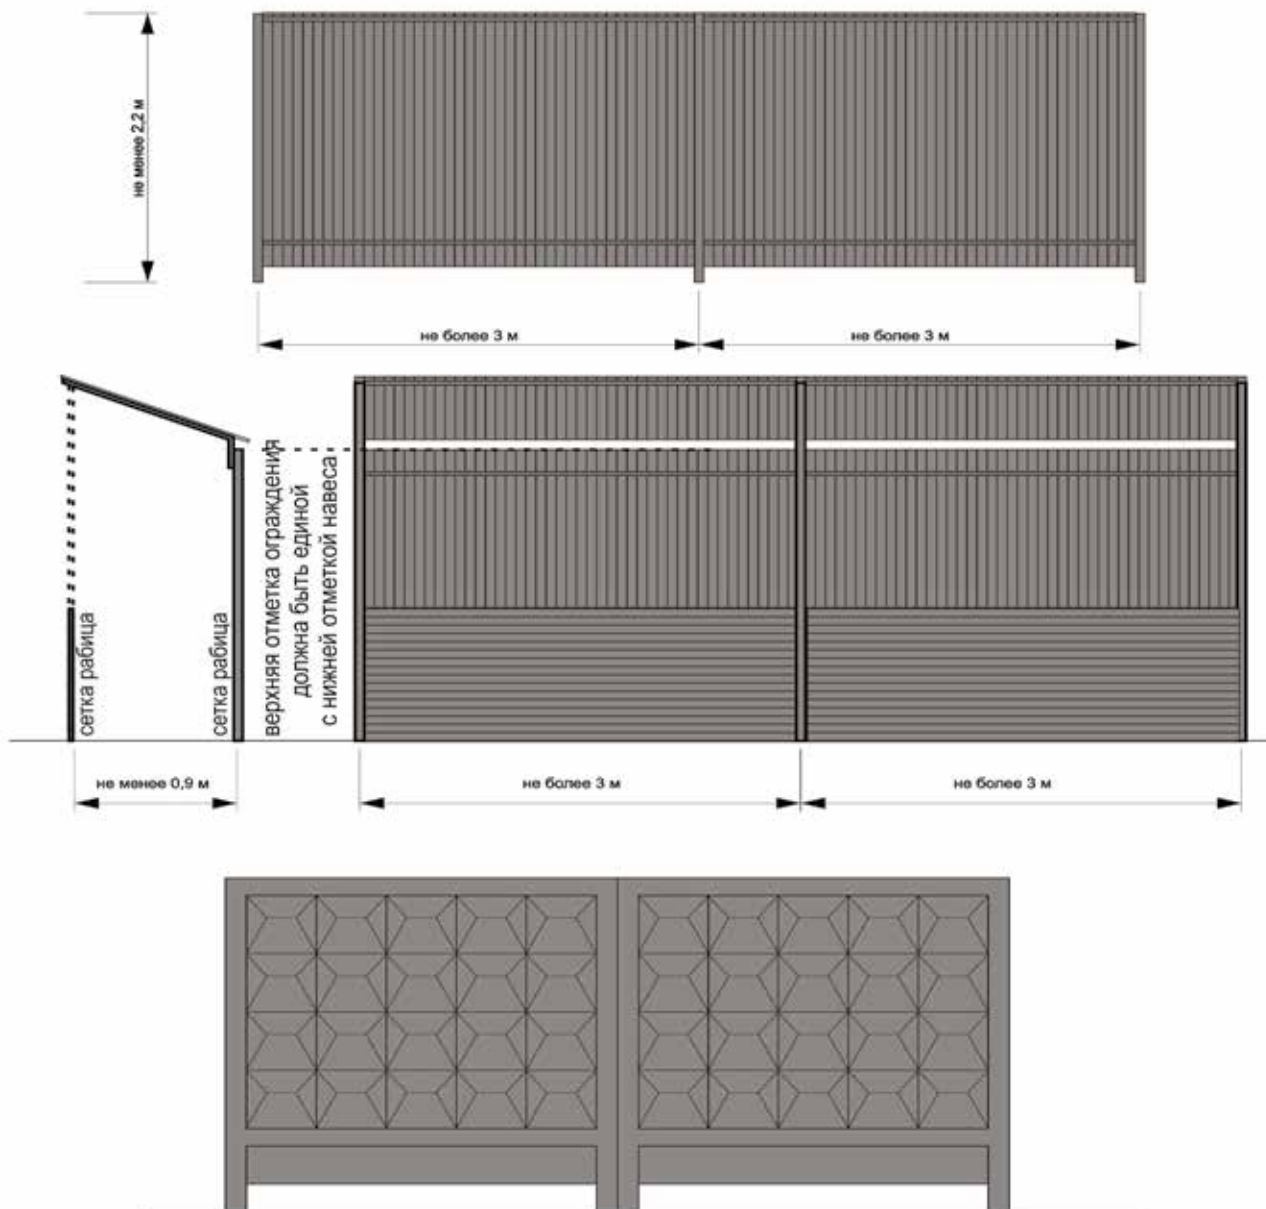 не менее 2,2 м
не более 3 м
не более 3 м
сетка рабица
сетка рабица
верхняя отметка ограждения
должна быть единой
с нижней отметкой навеса
не менее 0,9 м
не более 3 м
не более 3 м